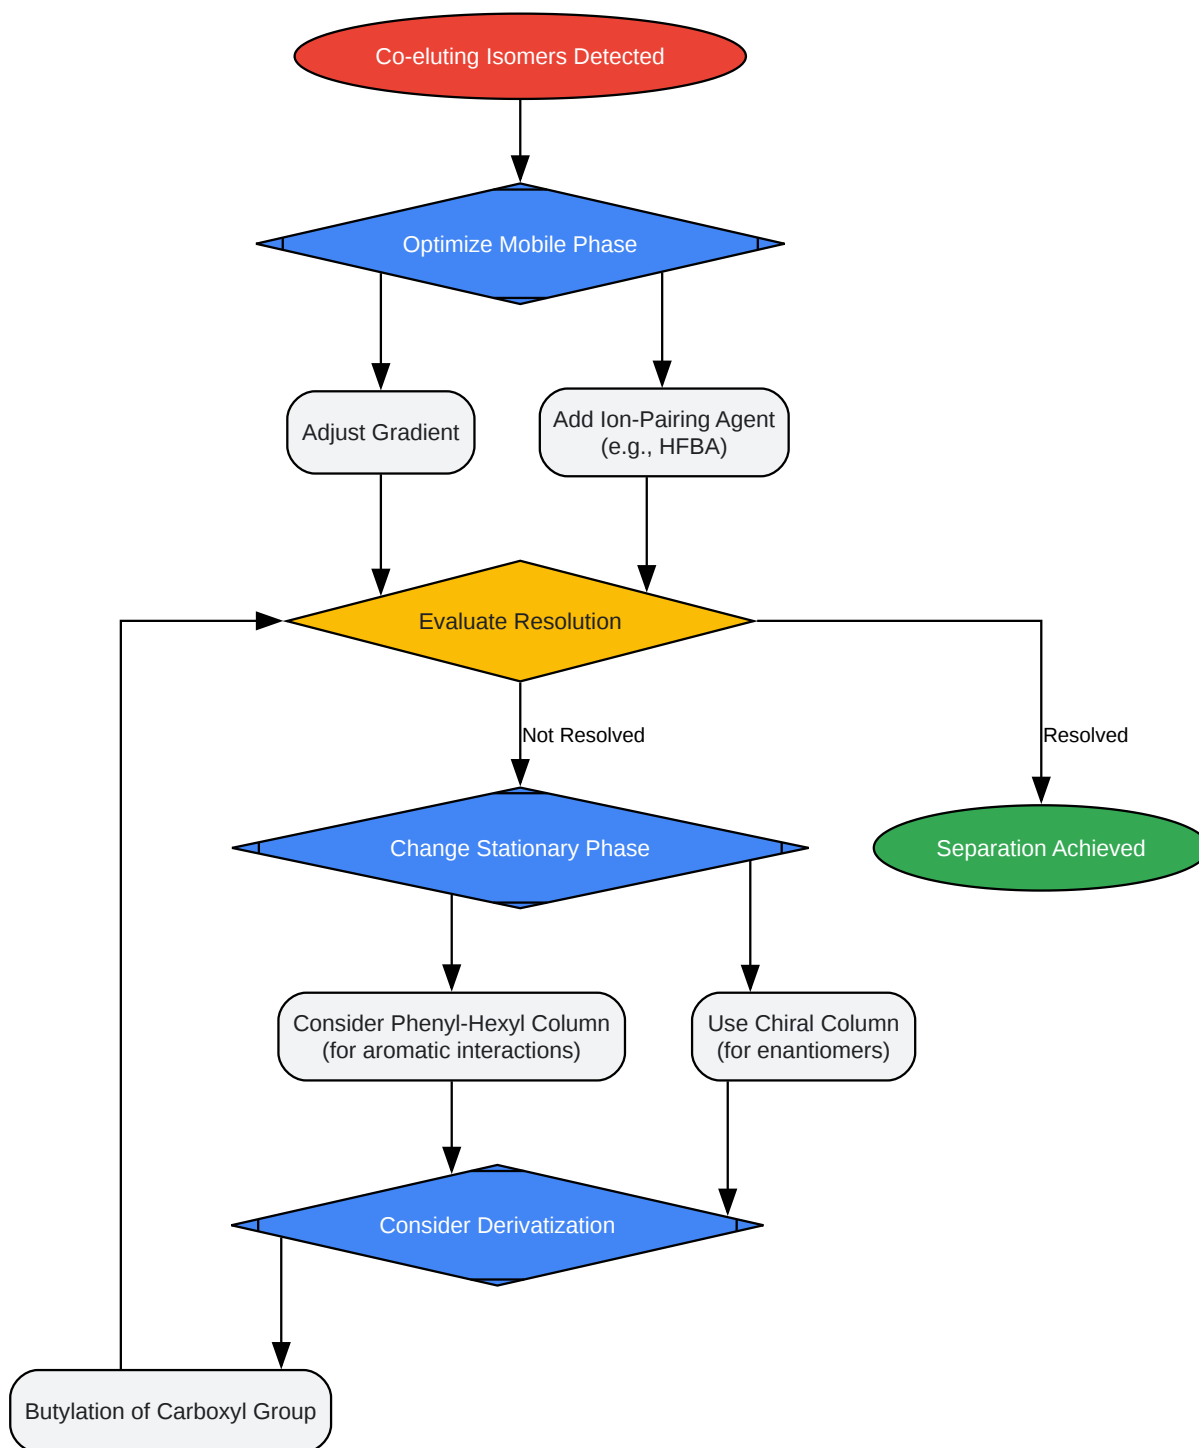 Co-eluting Isomers Detected
Optimize Mobile Phase
Adjust Gradient
Add Ion-Pairing Agent
(e.g., HFBA)
Evaluate Resolution
Not Resolved
Resolved
Change Stationary Phase
Separation Achieved
Consider Phenyl-Hexyl Column
(for aromatic interactions)
Use Chiral Column
(for enantiomers)
Consider Derivatization
Butylation of Carboxyl Group